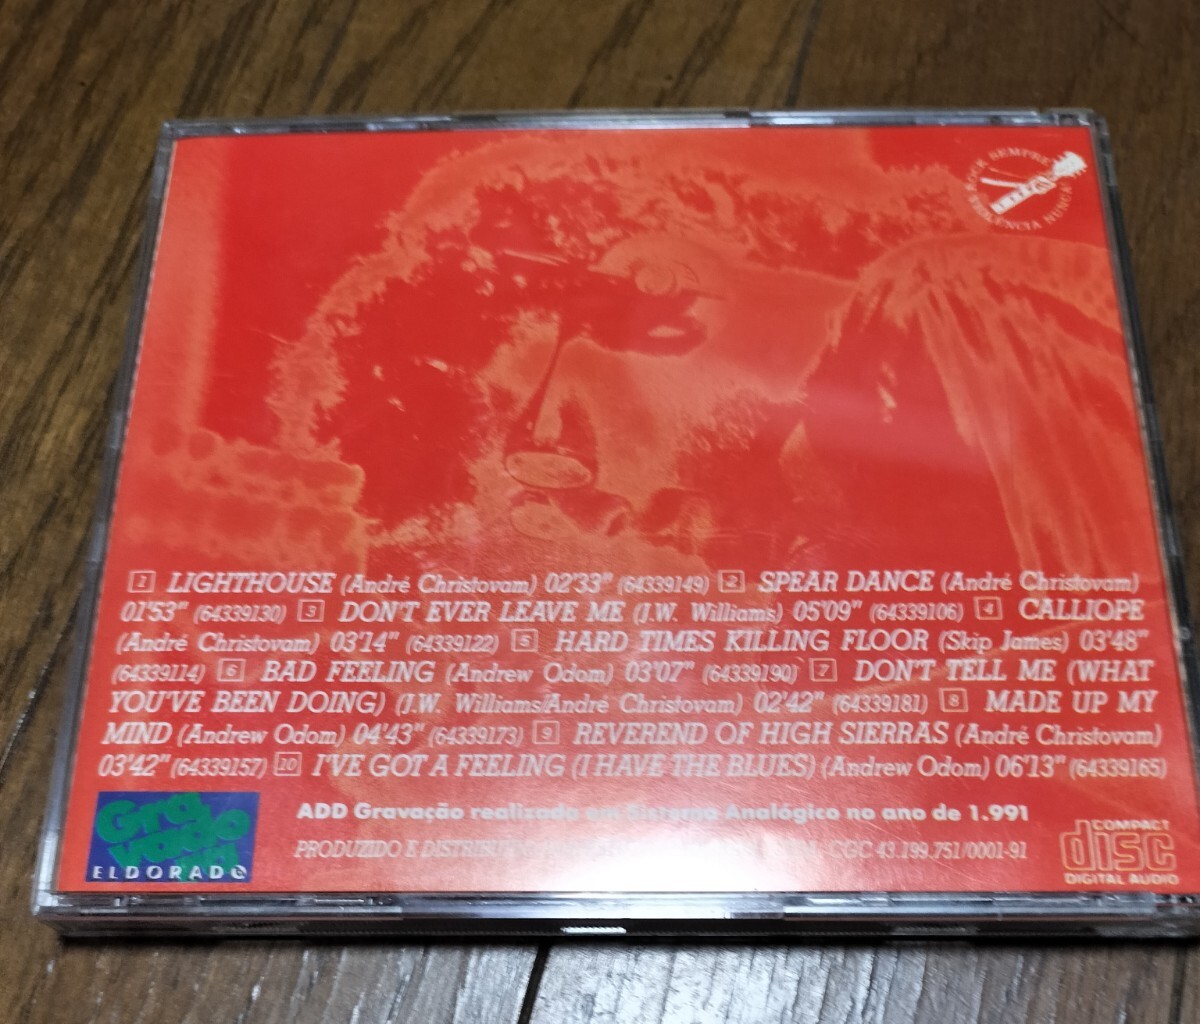 ROCK SEMPRE
VIOLÊNCIA NUNCA
1 LIGHTHOUSE (André Christovam) 02'33" (64339149) 2 SPEAR DANCE (André Christovam)
01'53" (64339130) 3 DON'T EVER LEAVE ME (J.W. Williams) 05'09" (64339106) 4 CALLIOPE
(André Christovam) 03'14" (64339122) 5 HARD TIMES KILLING FLOOR (Skip James) 03'48"
(64339114) 6 BAD FEELING (Andrew Odom) 03'07" (64339190) 7 DON'T TELL ME (WHAT
YOU'VE BEEN DOING) (J.W. Williams/André Christovam) 02'42" (64339181) 8 MADE UP MY
MIND (Andrew Odom) 04'43" (64339173) 9 REVEREND OF HIGH SIERRAS (André Christovam)
03'42" (64339157) 10 I'VE GOT A FEELING (I HAVE THE BLUES) (Andrew Odom) 06'13" (64339165)
ADD Gravação realizada em Sistema Analógico no ano de 1.991
PRODUZIDO E CGC 43.199.751/0001-91
ELDORADO
COMPACT
disc
DIGITAL AUDIO